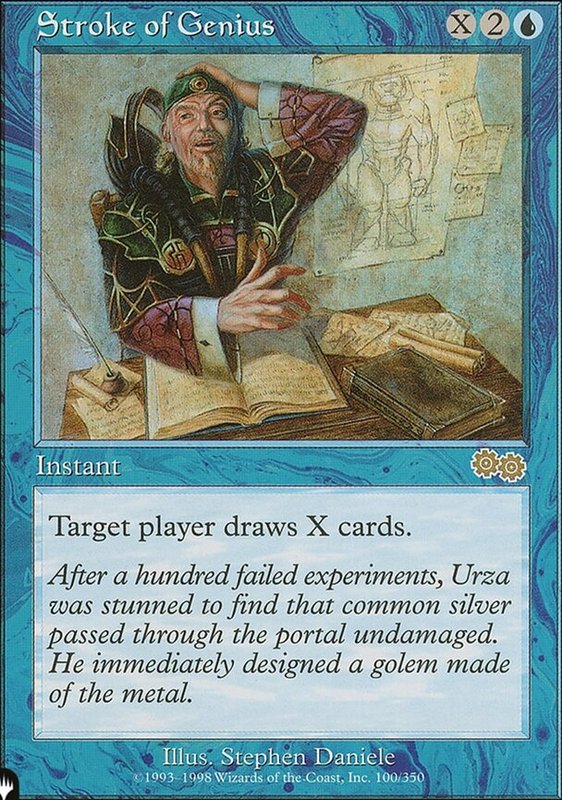 Stroke of Genius
X 2
Instant
Target player draws X cards.
After a hundred failed experiments, Urza
was stunned to find that common silver
passed through the portal undamaged.
He immediately designed a golem made
of the metal.
Illus. Stephen Daniele
©1993–1998 Wizards of the Coast, Inc. 100/350